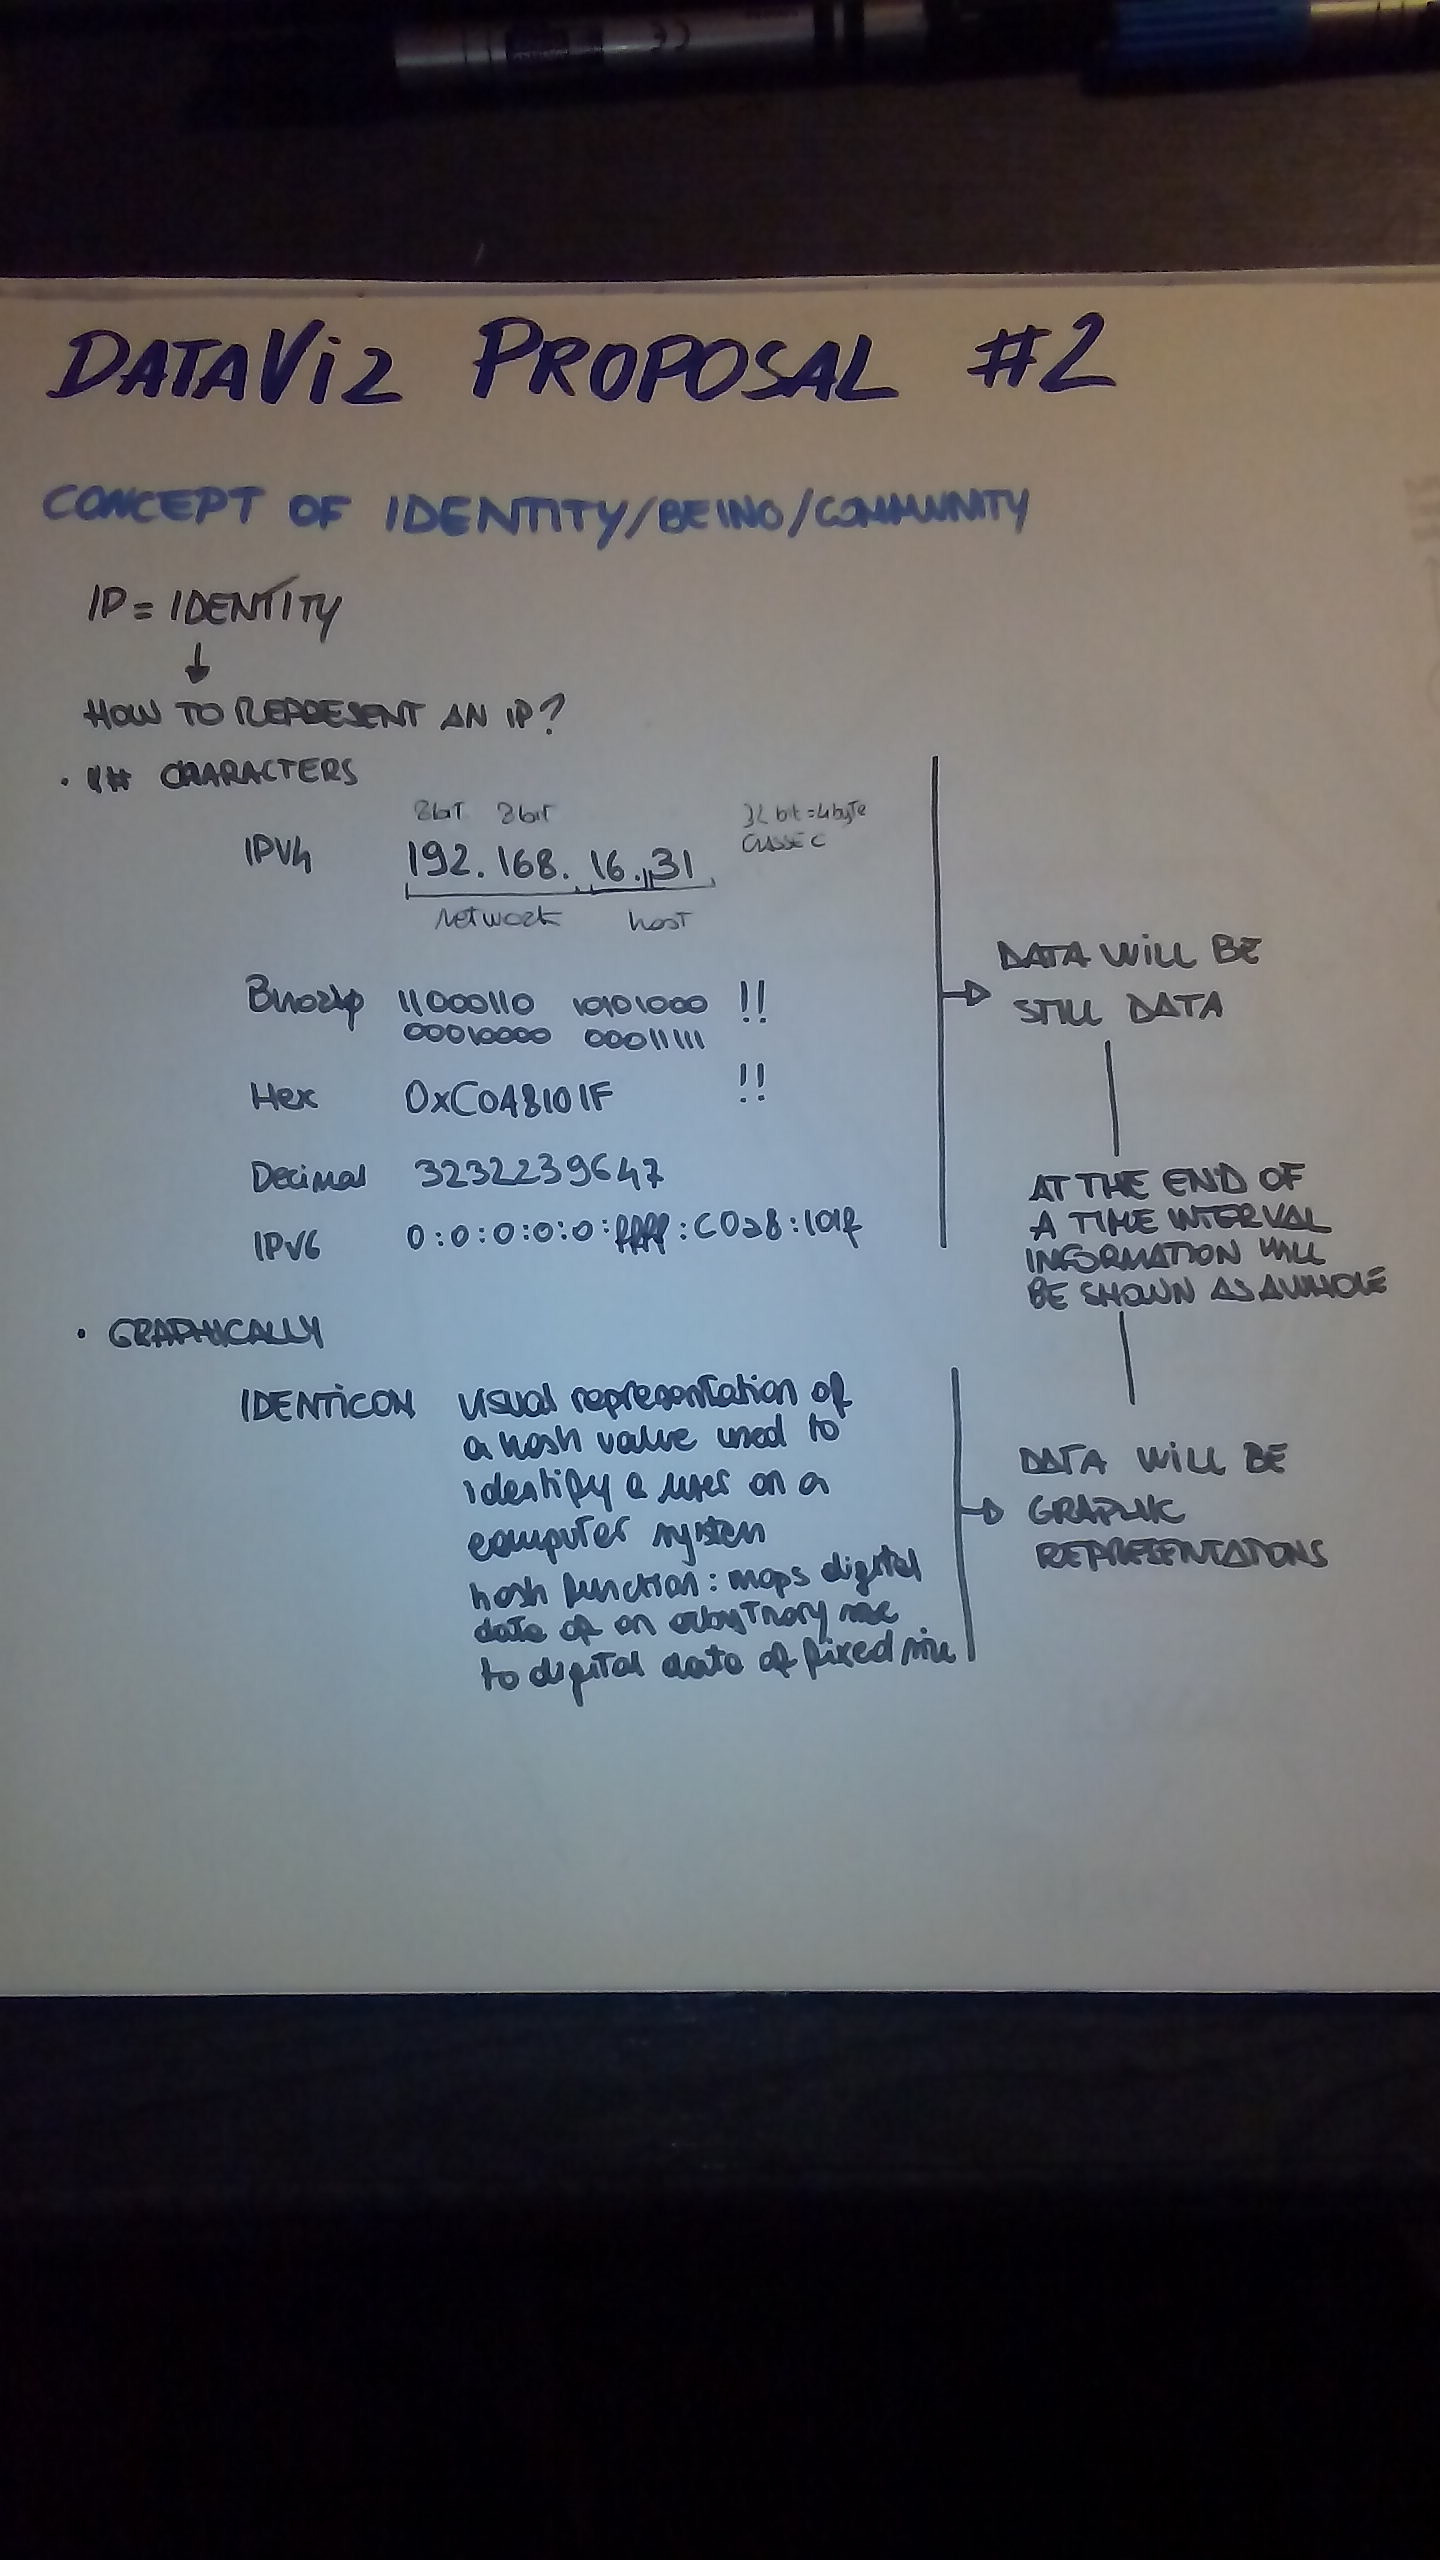 DATAViz PROPOSAL #2
CONCEPT OF IDENTITY/BEING/COMMUNITY
IP = IDENTITY
↓
HOW TO REPRESENT AN IP?
· CHARACTERS
8bit 8bit
32 bit = 4 byte
CLASSE C
IPV4 192.168.16.31
network host
Binary 11000110 10101000 !!
00010000 00011111
Hex 0xC0A8101F !!
Decimal 3232239647
IPV6 0:0:0:0:0:ffff:C0a8:101f
DATA WILL BE
STILL DATA
AT THE END OF
A TIME INTERVAL
INFORMATION WILL
BE SHOWN AS A WHOLE
· GRAPHICALLY
IDENTICON visual representation of
a hash value used to
identify a user on a
computer system
hash function: maps digital
data of an arbytrary size
to digital data of fixed size
DATA WILL BE
GRAPHIC
REPRESENTATIONS